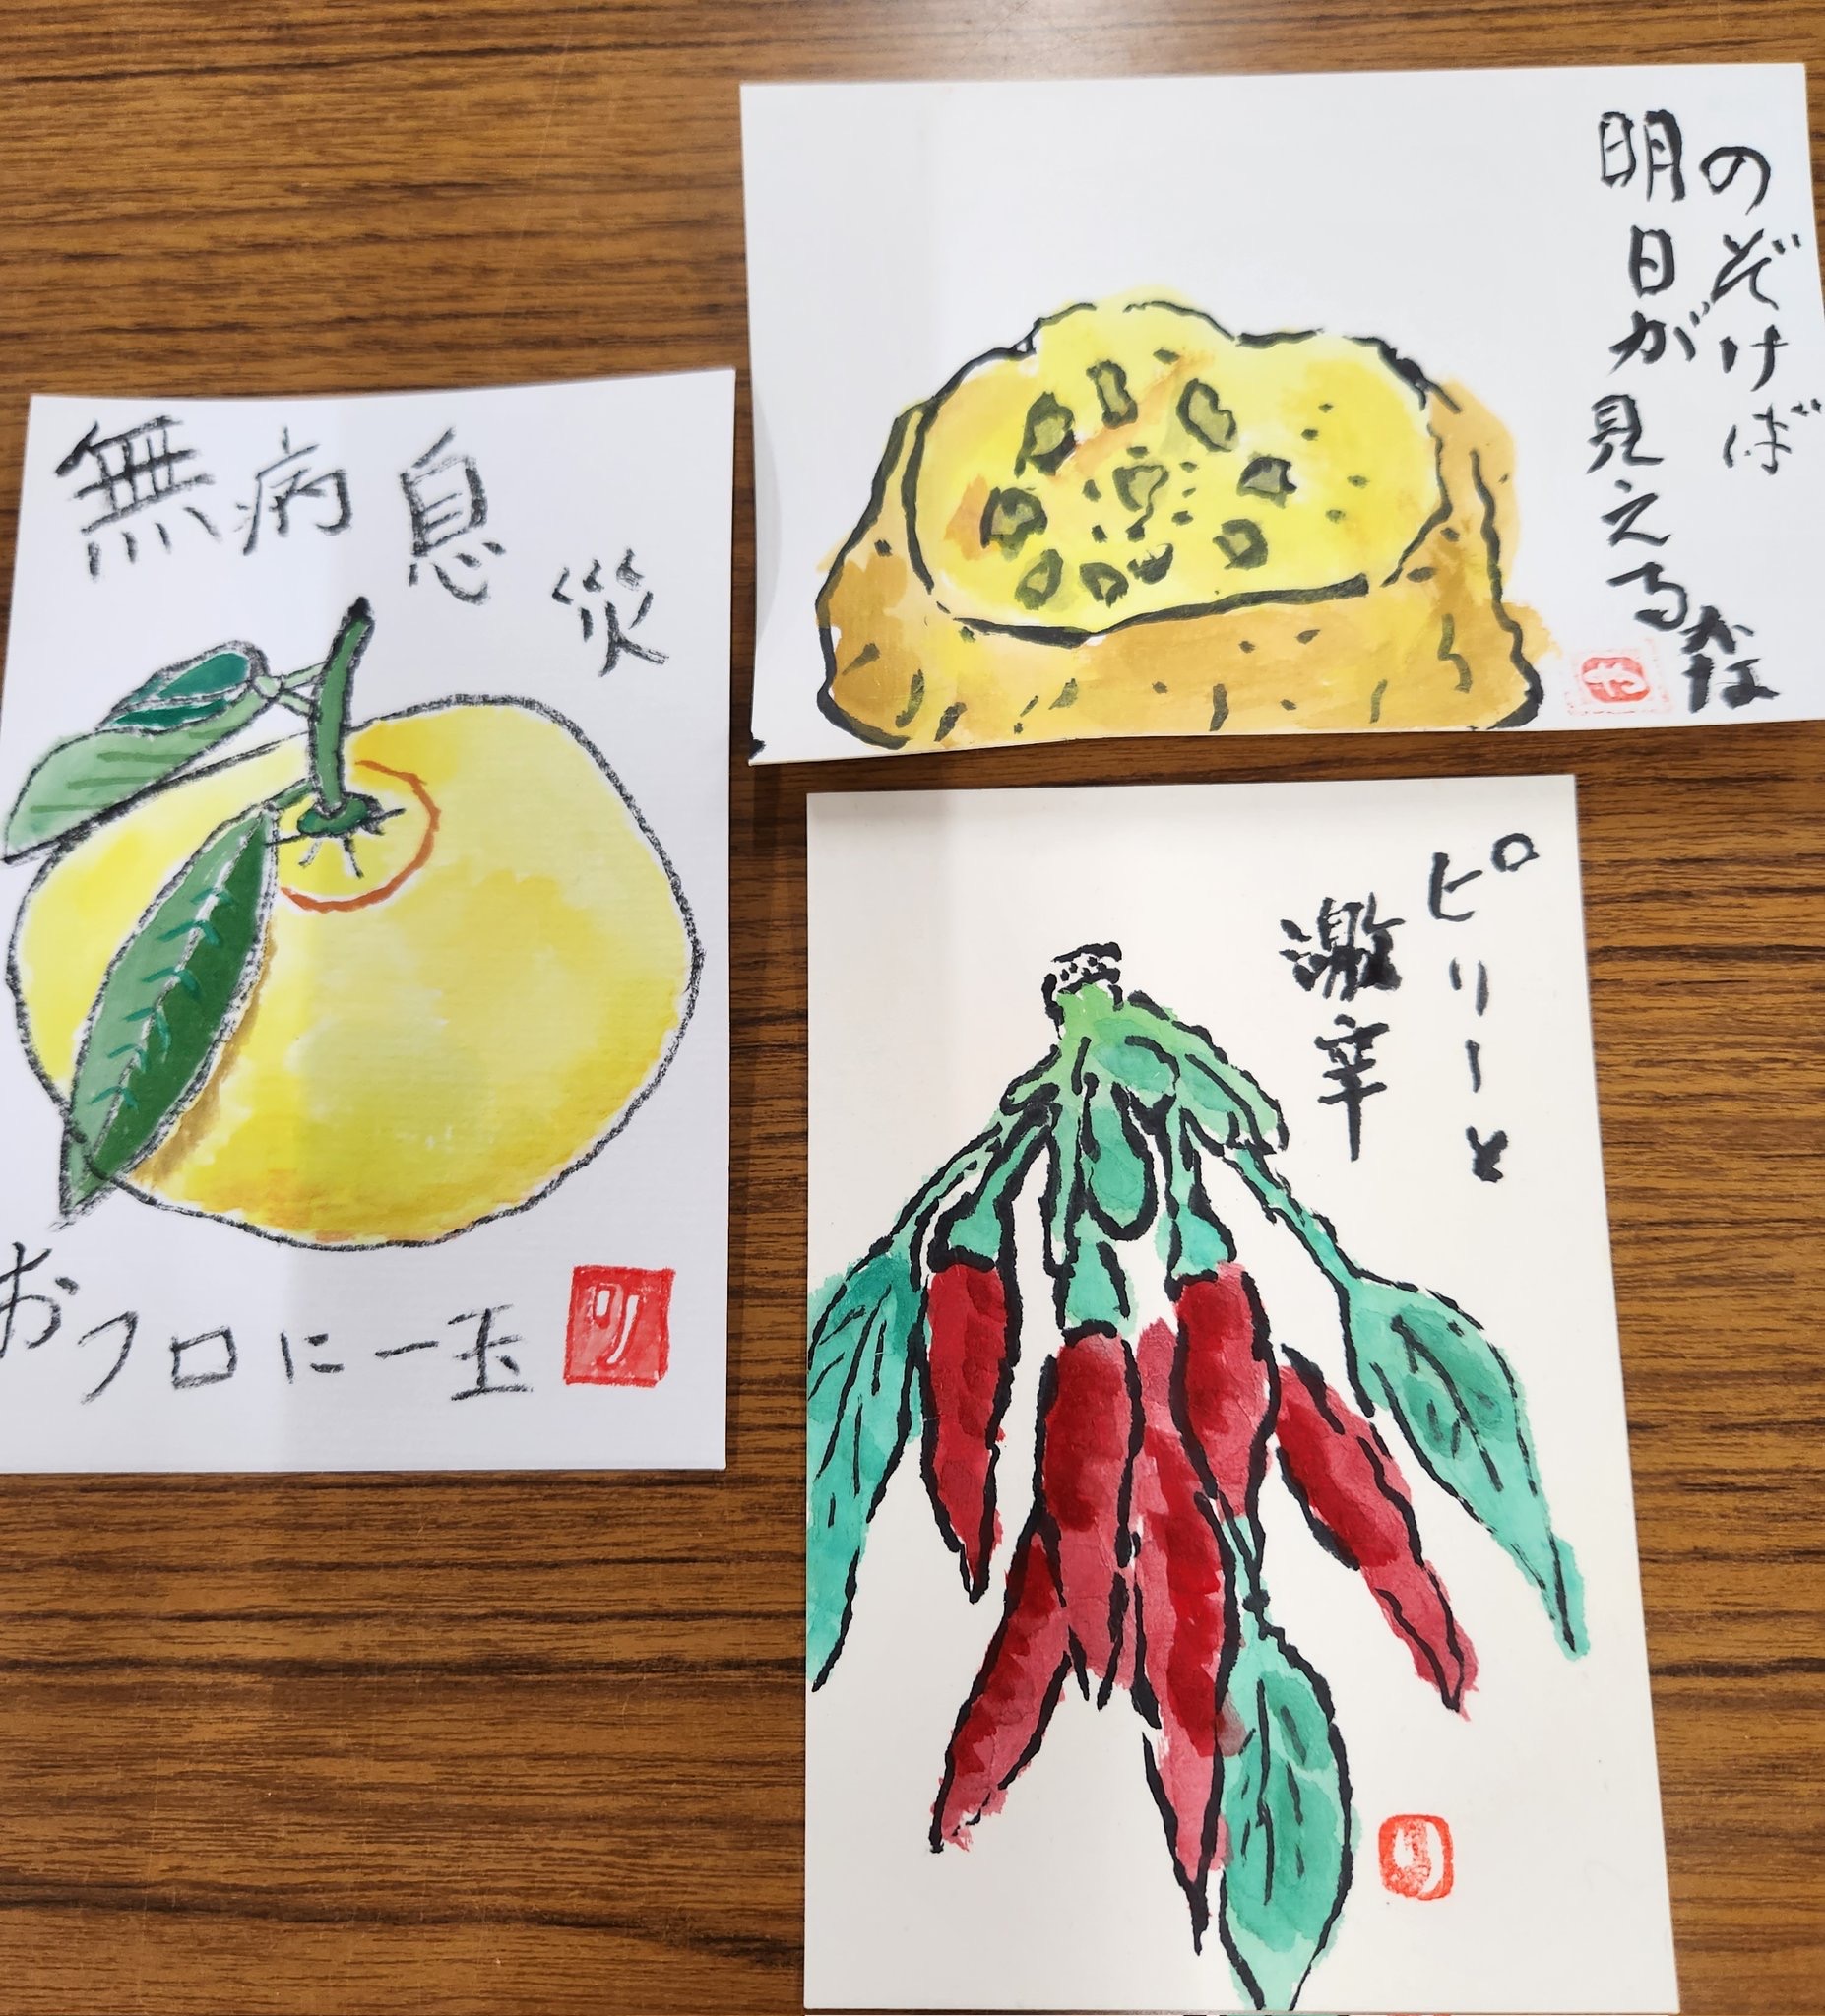 無病息災
おフロに一玉
リ
のぞけば
明日が見える
かな
や
ピリーと
激辛
り